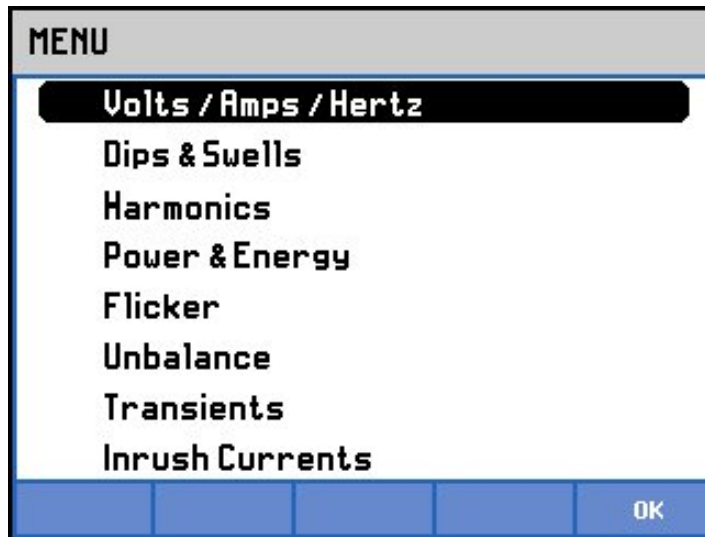 MENU
Volts / Amps / Hertz
Dips & Swells
Harmonics
Power & Energy
Flicker
Unbalance
Transients
Inrush Currents
OK